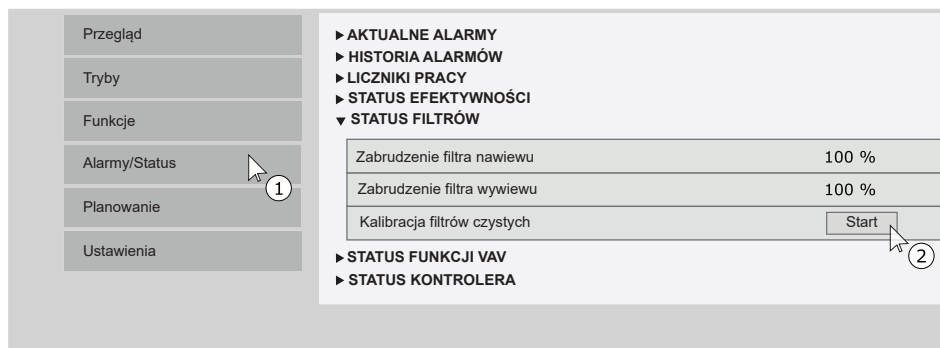 Przegląd
Tryby
Funkcje
Alarmy/Status
1
Planowanie
Ustawienia
AKTUALNE ALARMY
HISTORIA ALARMÓW
LICZNIKI PRACY
STATUS EFEKTYWNOŚCI
STATUS FILTRÓW
Zabrudzenie filtra nawiewu 100 %
Zabrudzenie filtra wywiewu 100 %
Kalibracja filtrów czystych Start
2
STATUS FUNKCJI VAV
STATUS KONTROLERA